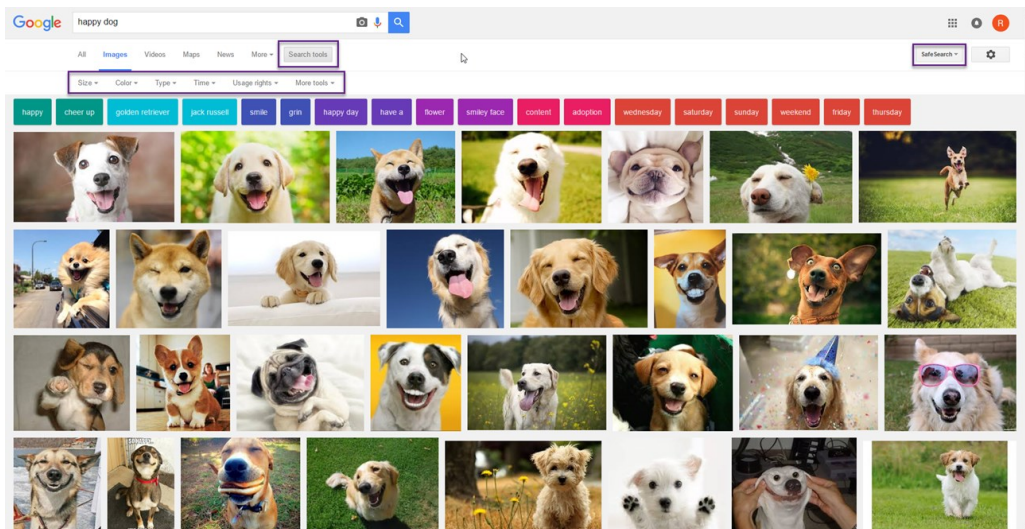 Google happy dog R
All Images Videos Maps News More Search tools SafeSearch
Size Color Type Time Usage rights More tools
happy cheer up golden retriever jack russell smile grin happy day have a flower smiley face content adoption wednesday saturday sunday weekend friday thursday